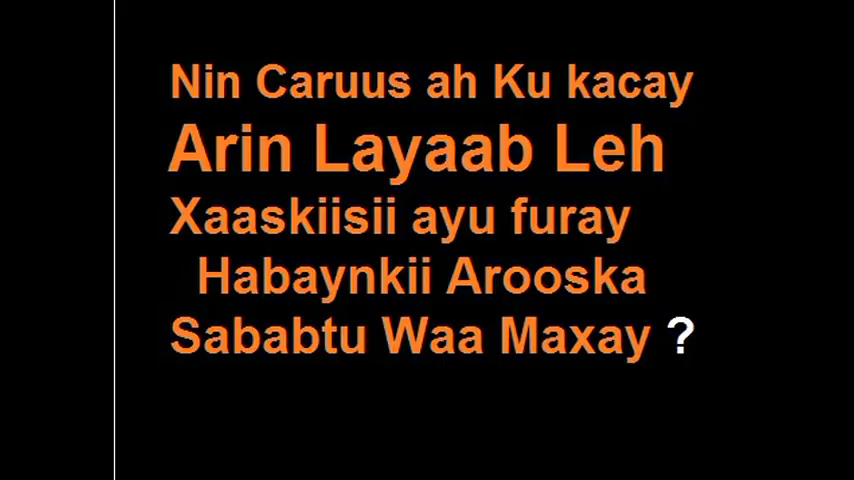 Nin Caruus ah Ku kacay
Arin Layaab Leh
Xaaskiisii ayu furay
Habaynkii Arooska
Sababtu Waa Maxay ?